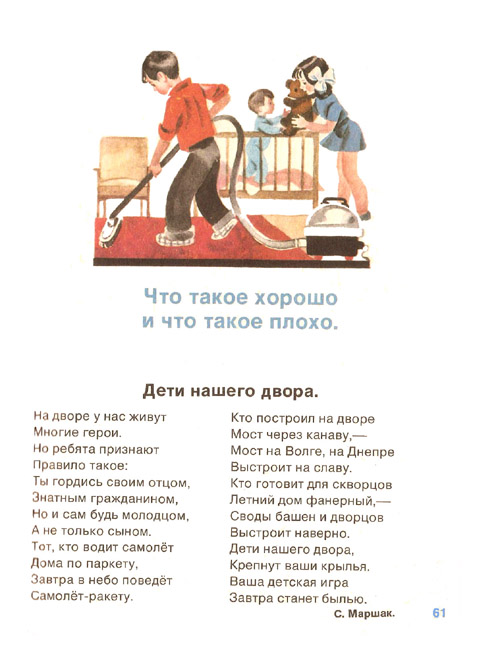 Что такое хорошо
и что такое плохо.
Дети нашего двора.
На дворе у нас живут
Многие герои.
Но ребята признают
Правило такое:
Ты гордись своим отцом,
Знатным гражданином,
Но и сам будь молодцом,
А не только сыном.
Тот, кто водит самолёт
Дома по паркету,
Завтра в небо поведёт
Самолёт-ракету.
Кто построил на дворе
Мост через канаву,—
Мост на Волге, на Днепре
Выстроит на славу.
Кто готовит для скворцов
Летний дом фанерный,—
Своды башен и дворцов
Выстроит наверно.
Дети нашего двора,
Крепнут ваши крылья.
Ваша детская игра
Завтра станет былью.
С. Маршак.
61